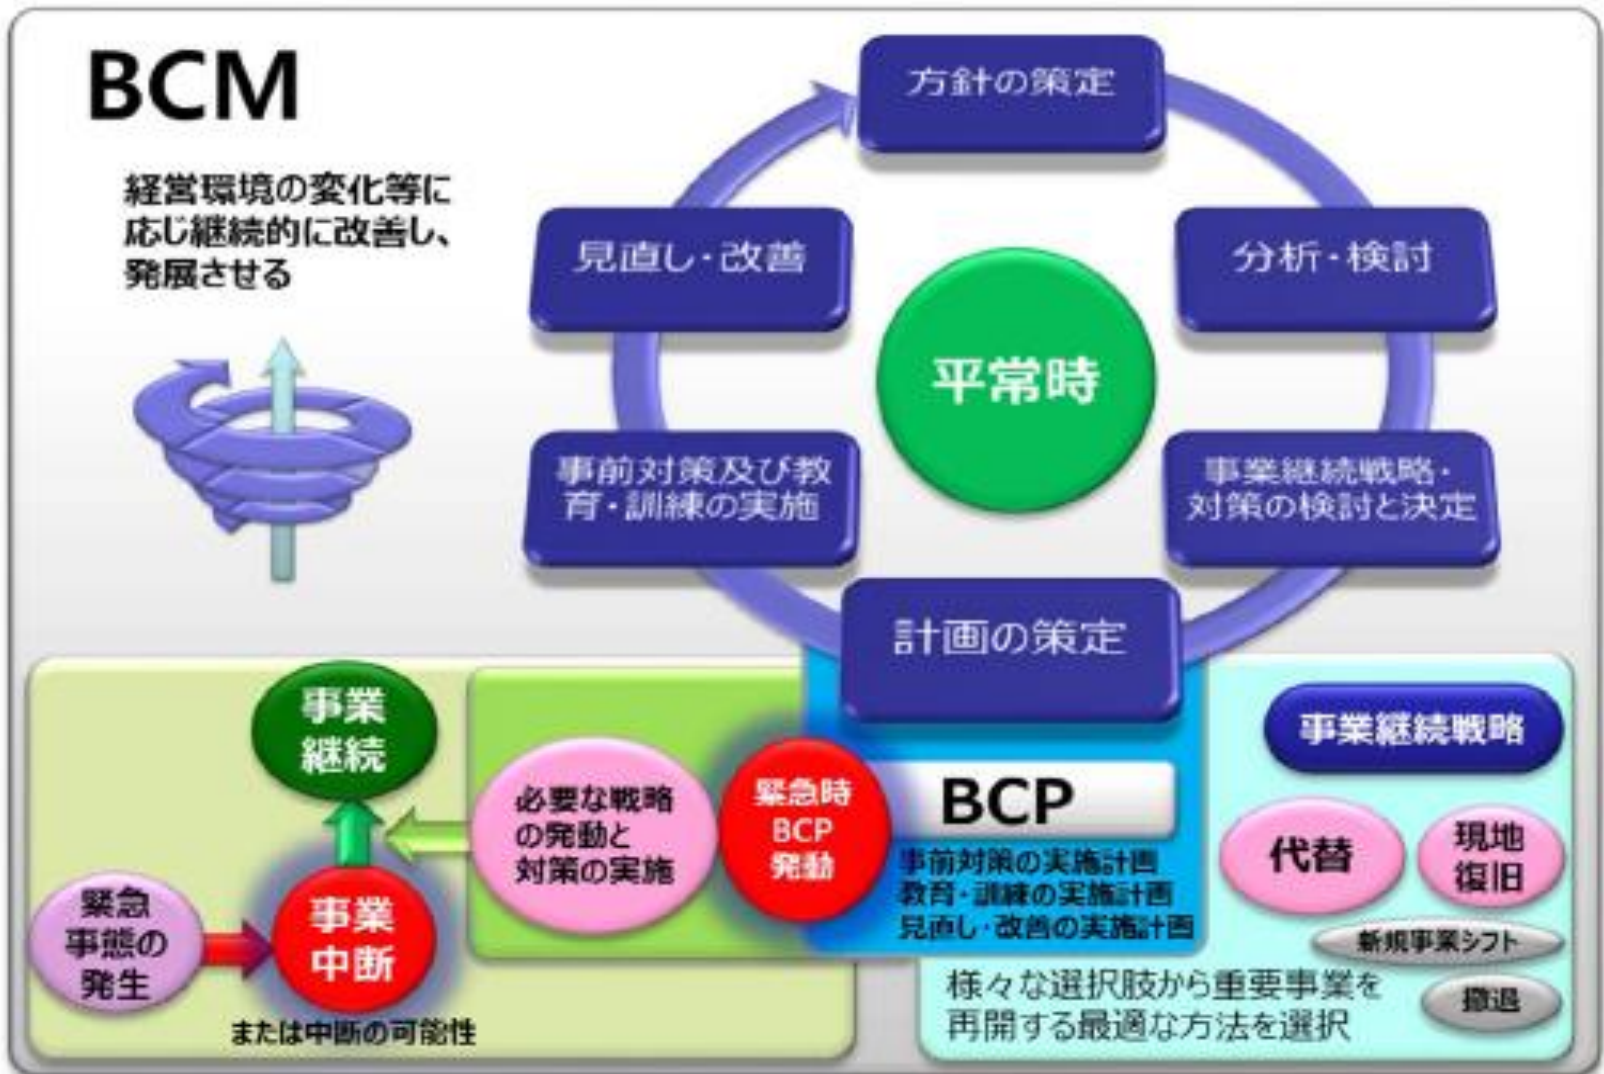 BCM
経営環境の変化等に
応じ継続的に改善し、
発展させる
方針の策定
分析・検討
事業継続戦略・
対策の検討と決定
計画の策定
事前対策及び教
育・訓練の実施
見直し・改善
平常時
事業
継続
緊急
事態の
発生
事業
中断
または中断の可能性
必要な戦略
の発動と
対策の実施
緊急時
BCP
発動
BCP
事前対策の実施計画
教育・訓練の実施計画
見直し・改善の実施計画
事業継続戦略
代替
現地
復旧
新規事業シフト
撤退
様々な選択肢から重要事業を
再開する最適な方法を選択